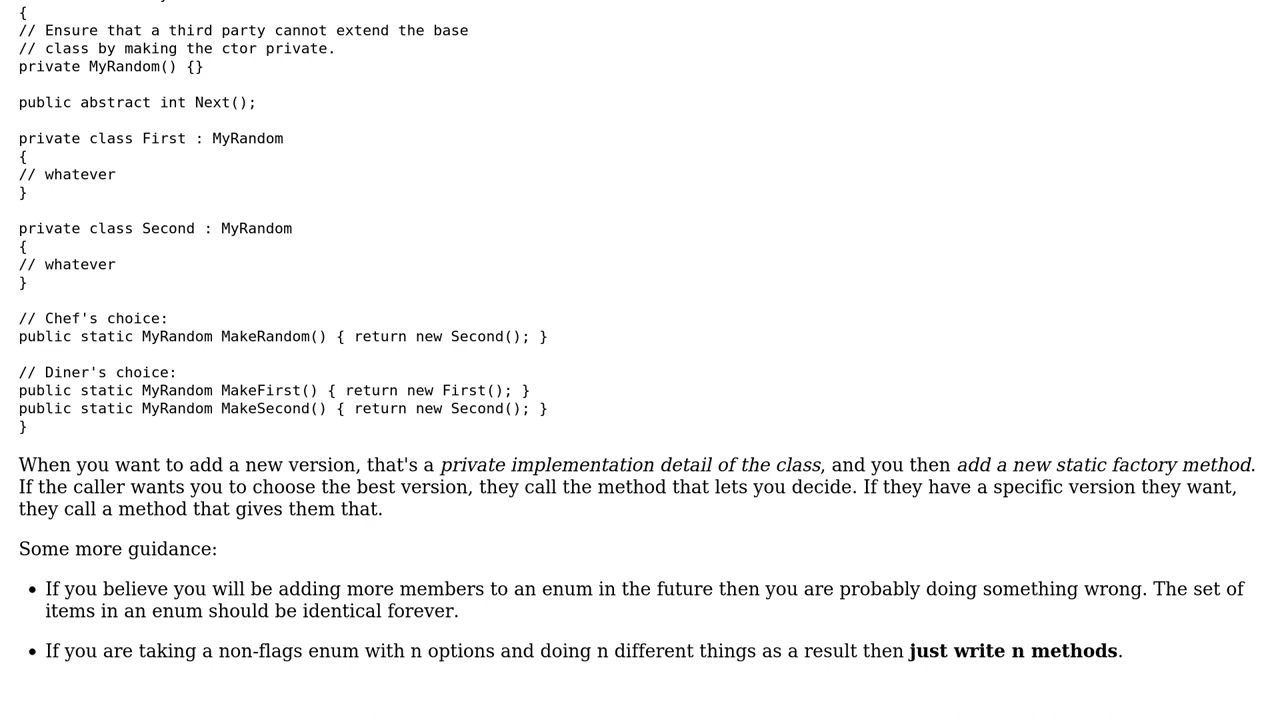 {
// Ensure that a third party cannot extend the base
// class by making the ctor private.
private MyRandom() {}
public abstract int Next();
private class First : MyRandom
{
// whatever
}
private class Second : MyRandom
{
// whatever
}
// Chef's choice:
public static MyRandom MakeRandom() { return new Second(); }
// Diner's choice:
public static MyRandom MakeFirst() { return new First(); }
public static MyRandom MakeSecond() { return new Second(); }
}
When you want to add a new version, that's a private implementation detail of the class, and you then add a new static factory method.
If the caller wants you to choose the best version, they call the method that lets you decide. If they have a specific version they want,
they call a method that gives them that.
Some more guidance:
• If you believe you will be adding more members to an enum in the future then you are probably doing something wrong. The set of
items in an enum should be identical forever.
• If you are taking a non-flags enum with n options and doing n different things as a result then just write n methods.